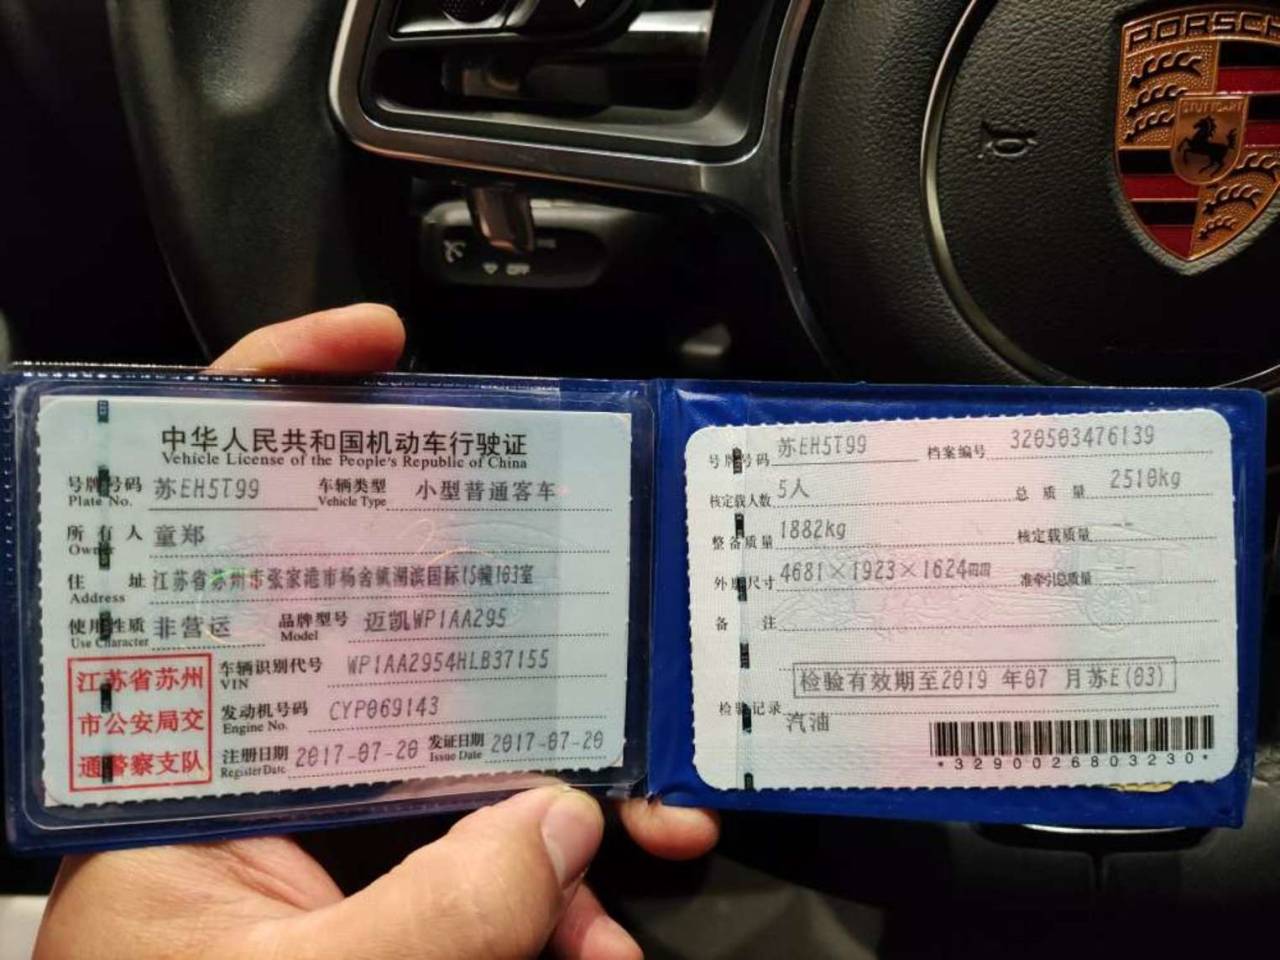 PORSCHE
STUTTGART
OFF
中华人民共和国机动车行驶证
Vehicle License of the People's Republic of China
号牌号码 苏EH5T99 车辆类型 小型普通客车
Plate No. Vehicle Type
所有人 童郑
Owner
住址 江苏省苏州市张家港市杨舍镇湖滨国际15幢163室
Address
使用性质 非营运 品牌型号 迈凯WP1AA295
Use Character Model
江苏省苏州
市公安局交
通警察支队
车辆识别代号 WP1AA2954HLB37155
VIN
发动机号码 CYP069143
Engine No.
注册日期 2017-07-20 发证日期 2017-07-20
Register Date Issue Date
号牌号码 苏EH5T99 档案编号 320503476139
核定载人数 5人 总质量 2510kg
整备质量 1882kg 核定载质量
外廓尺寸 4681×1923×1624mm 准牵引总质量
备注
检验有效期至2019 年07 月苏E(03)
检验记录
汽油
*3290026803230*